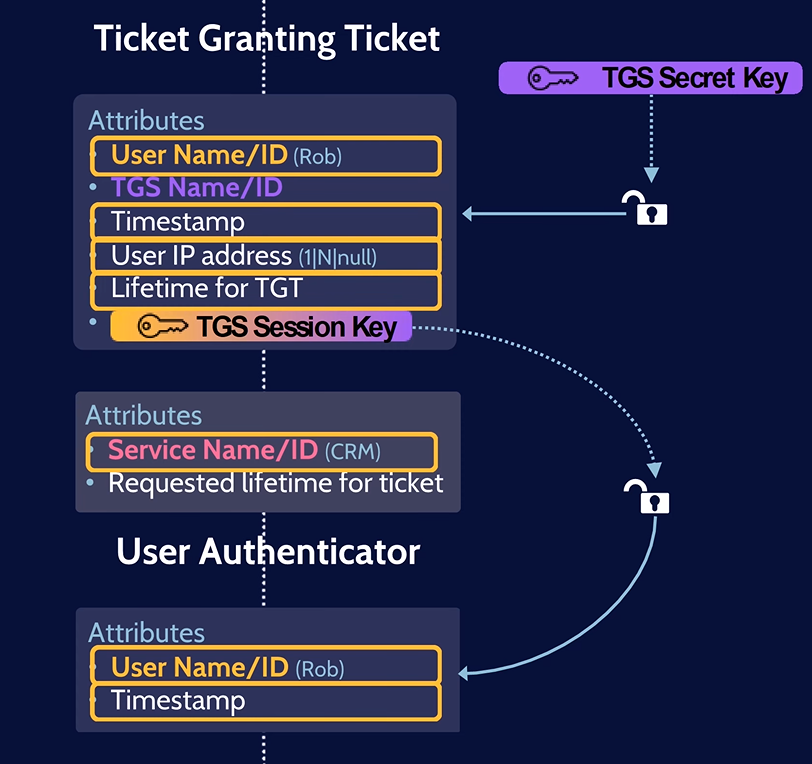 Ticket Granting Ticket
TGS Secret Key
Attributes
• User Name/ID (Rob)
• TGS Name/ID
• Timestamp
• User IP address (1|N|null)
• Lifetime for TGT
• TGS Session Key
Attributes
• Service Name/ID (CRM)
• Requested lifetime for ticket
User Authenticator
Attributes
• User Name/ID (Rob)
• Timestamp